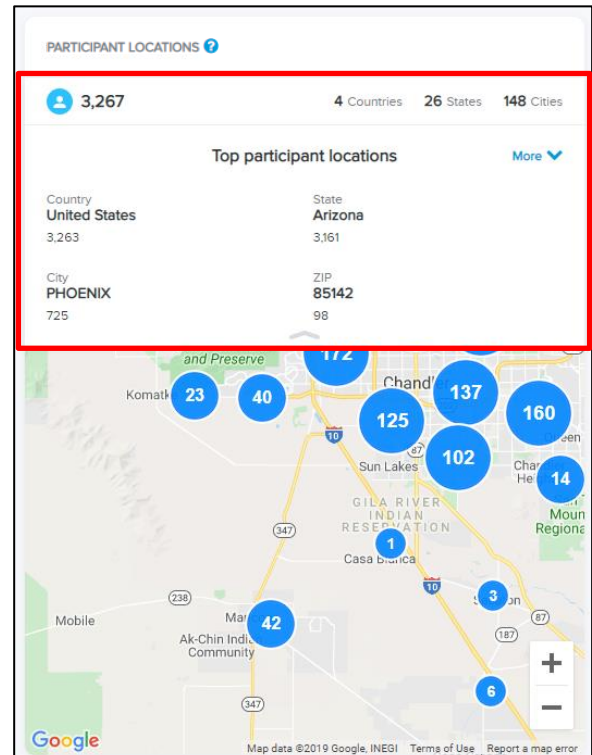 PARTICIPANT LOCATIONS ?
3,267 4 Countries 26 States 148 Cities
Top participant locations More
Country State
United States Arizona
3,263 3,161
City ZIP
PHOENIX 85142
725 98
172
and Preserve
Chandler
Komatke 23 40 137
125 160
10
87
Sun Lakes 102
14
GILA RIVER
INDIAN
RESERVATION
347
1
Casa Blanca
10
238 3
87
Mobile 42
187
Ak-Chin Indian
Community
+
6
347
−
Google Map data ©2019 Google, INEGI Terms of Use Report a map error